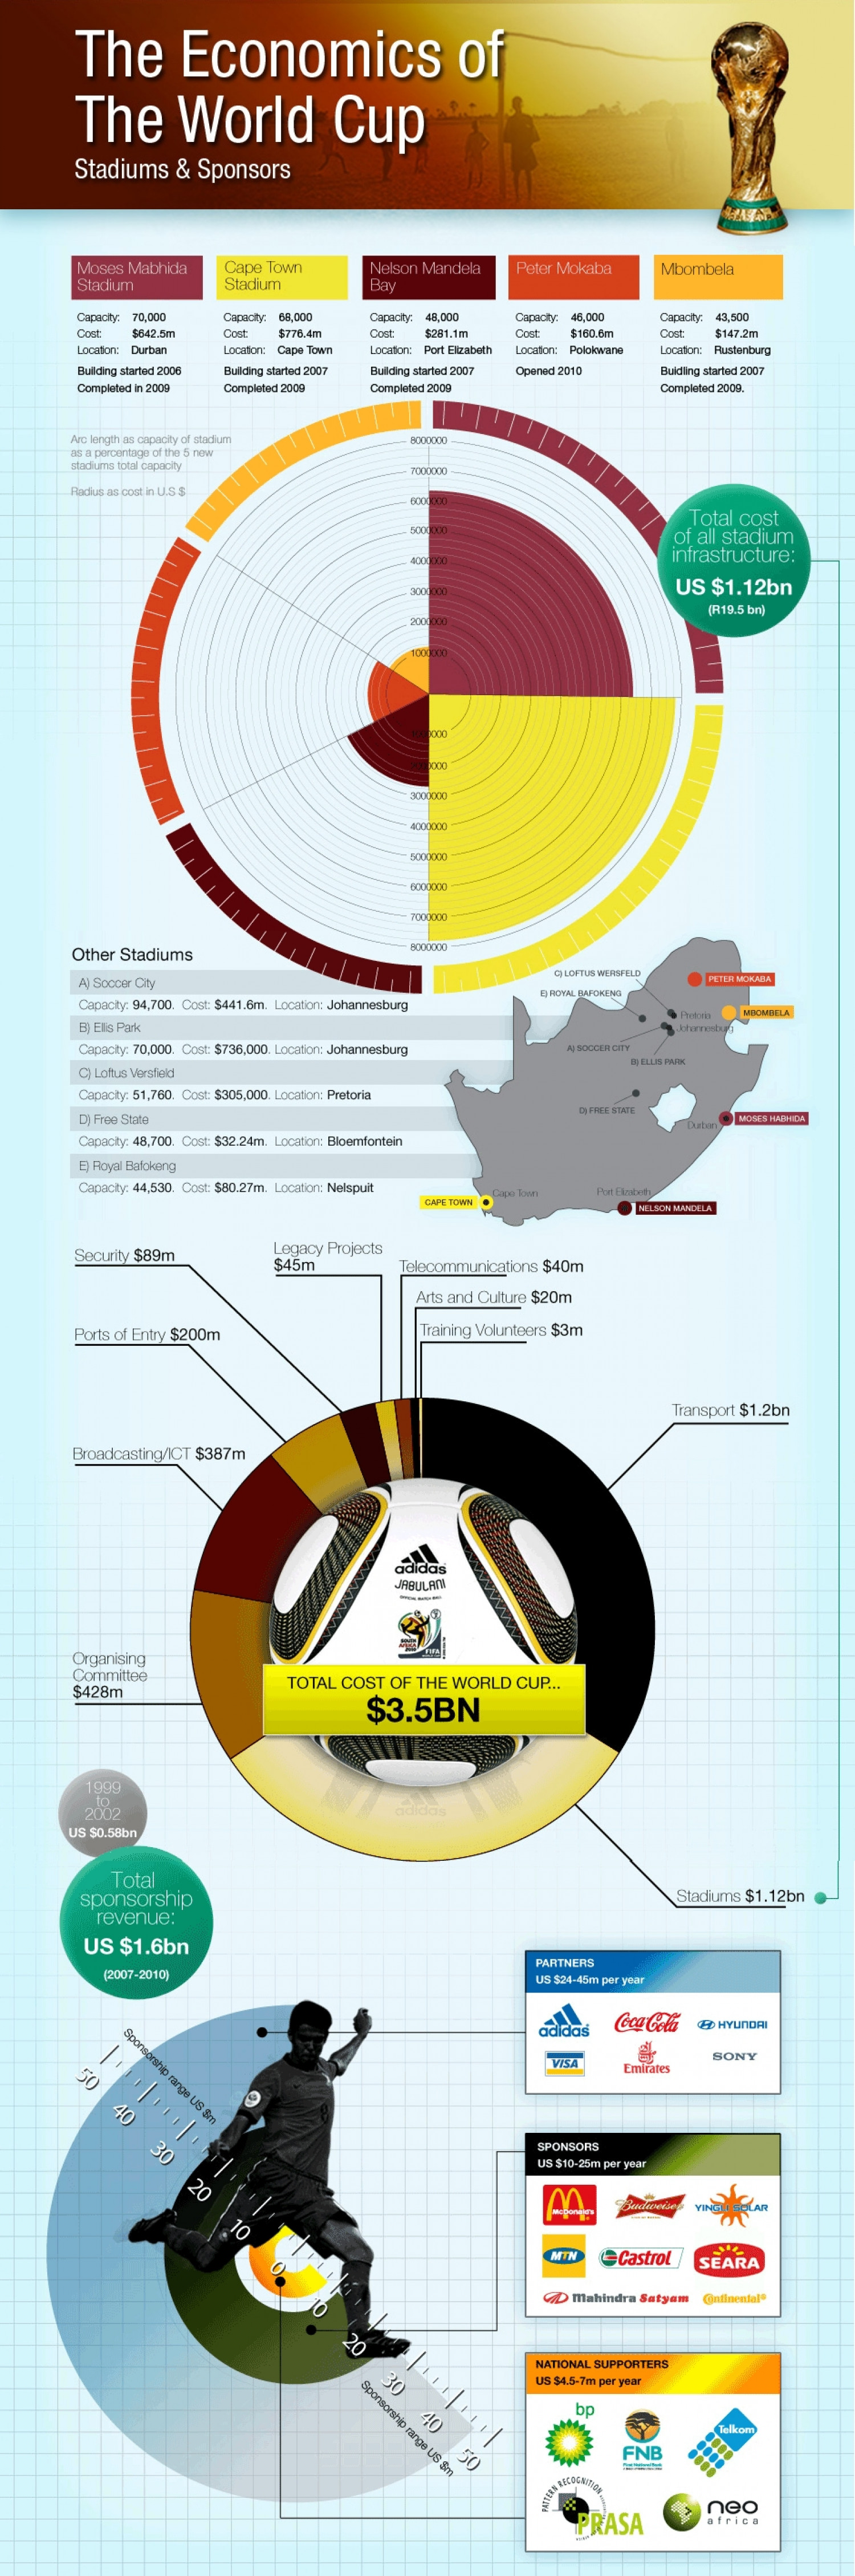 The Economics of
The World Cup
Stadiums & Sponsors
Moses Mabhida
Stadium
Capacity: 70,000
Cost: $642.5m
Location: Durban
Building started 2006
Completed in 2009
Cape Town
Stadium
Capacity: 68,000
Cost: $776.4m
Location: Cape Town
Building started 2007
Completed 2009
Nelson Mandela
Bay
Capacity: 48,000
Cost: $281.1m
Location: Port Elizabeth
Building started 2007
Completed 2009
Peter Mokaba
Capacity: 46,000
Cost: $160.6m
Location: Polokwane
Opened 2010
Mbombela
Capacity: 43,500
Cost: $147.2m
Location: Rustenburg
Buidling started 2007
Completed 2009.
Arc length as capacity of stadium
as a percentage of the 5 new
stadiums total capacity
Radius as cost in U.S $
8000000
7000000
6000000
5000000
4000000
3000000
2000000
1000000
1000000
2000000
3000000
4000000
5000000
6000000
7000000
8000000
Total cost
of all stadium
infrastructure:
US $1.12bn
(R19.5 bn)
Other Stadiums
A) Soccer City
Capacity: 94,700. Cost: $441.6m. Location: Johannesburg
B) Ellis Park
Capacity: 70,000. Cost: $736,000. Location: Johannesburg
C) Loftus Versfield
Capacity: 51,760. Cost: $305,000. Location: Pretoria
D) Free State
Capacity: 48,700. Cost: $32.24m. Location: Bloemfontein
E) Royal Bafokeng
Capacity: 44,530. Cost: $80.27m. Location: Nelspuit
C) LOFTUS WERSFELD
PETER MOKABA
E) ROYAL BAFOKENG
MBOMBELA
Pretoria
Johannesburg
A) SOCCER CITY
B) ELLIS PARK
D) FREE STATE
MOSES HABHIDA
Durban
Cape Town
CAPE TOWN
Port Elizabeth
NELSON MANDELA
Security $89m
Legacy Projects
$45m
Telecommunications $40m
Arts and Culture $20m
Training Volunteers $3m
Ports of Entry $200m
Transport $1.2bn
Broadcasting/ICT $387m
adidas
JABULANI
OFFICIAL MATCH BALL
SOUTH AFRICA 2010
FIFA
Organising
Committee
$428m
TOTAL COST OF THE WORLD CUP...
$3.5BN
adidas
1999
to
2002
US $0.58bn
Total
sponsorship
revenue:
US $1.6bn
(2007-2010)
Stadiums $1.12bn
PARTNERS
US $24-45m per year
adidas
Coca-Cola
HYUNDAI
VISA
Emirates
SONY
Sponsorship range US $m
50
40
30
20
10
0
10
20
30
40
50
Sponsorship range US $m
SPONSORS
US $10-25m per year
McDonald's
Budweiser
YINGLI SOLAR
MTN
Castrol
SEARA
Mahindra Satyam
Continental
NATIONAL SUPPORTERS
US $4.5-7m per year
bp
FNB
First National Bank
Telkom
PATTERN RECOGNITION
PRASA
neo
africa